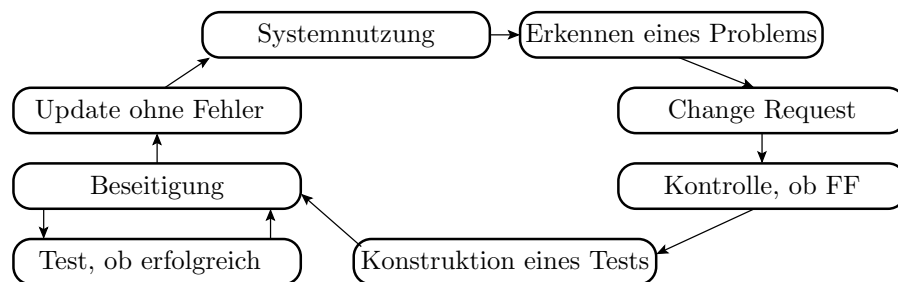 Systemnutzung
Erkennen eines Problems
Update ohne Fehler
Change Request
Beseitigung
Kontrolle, ob FF
Test, ob erfolgreich
Konstruktion eines Tests